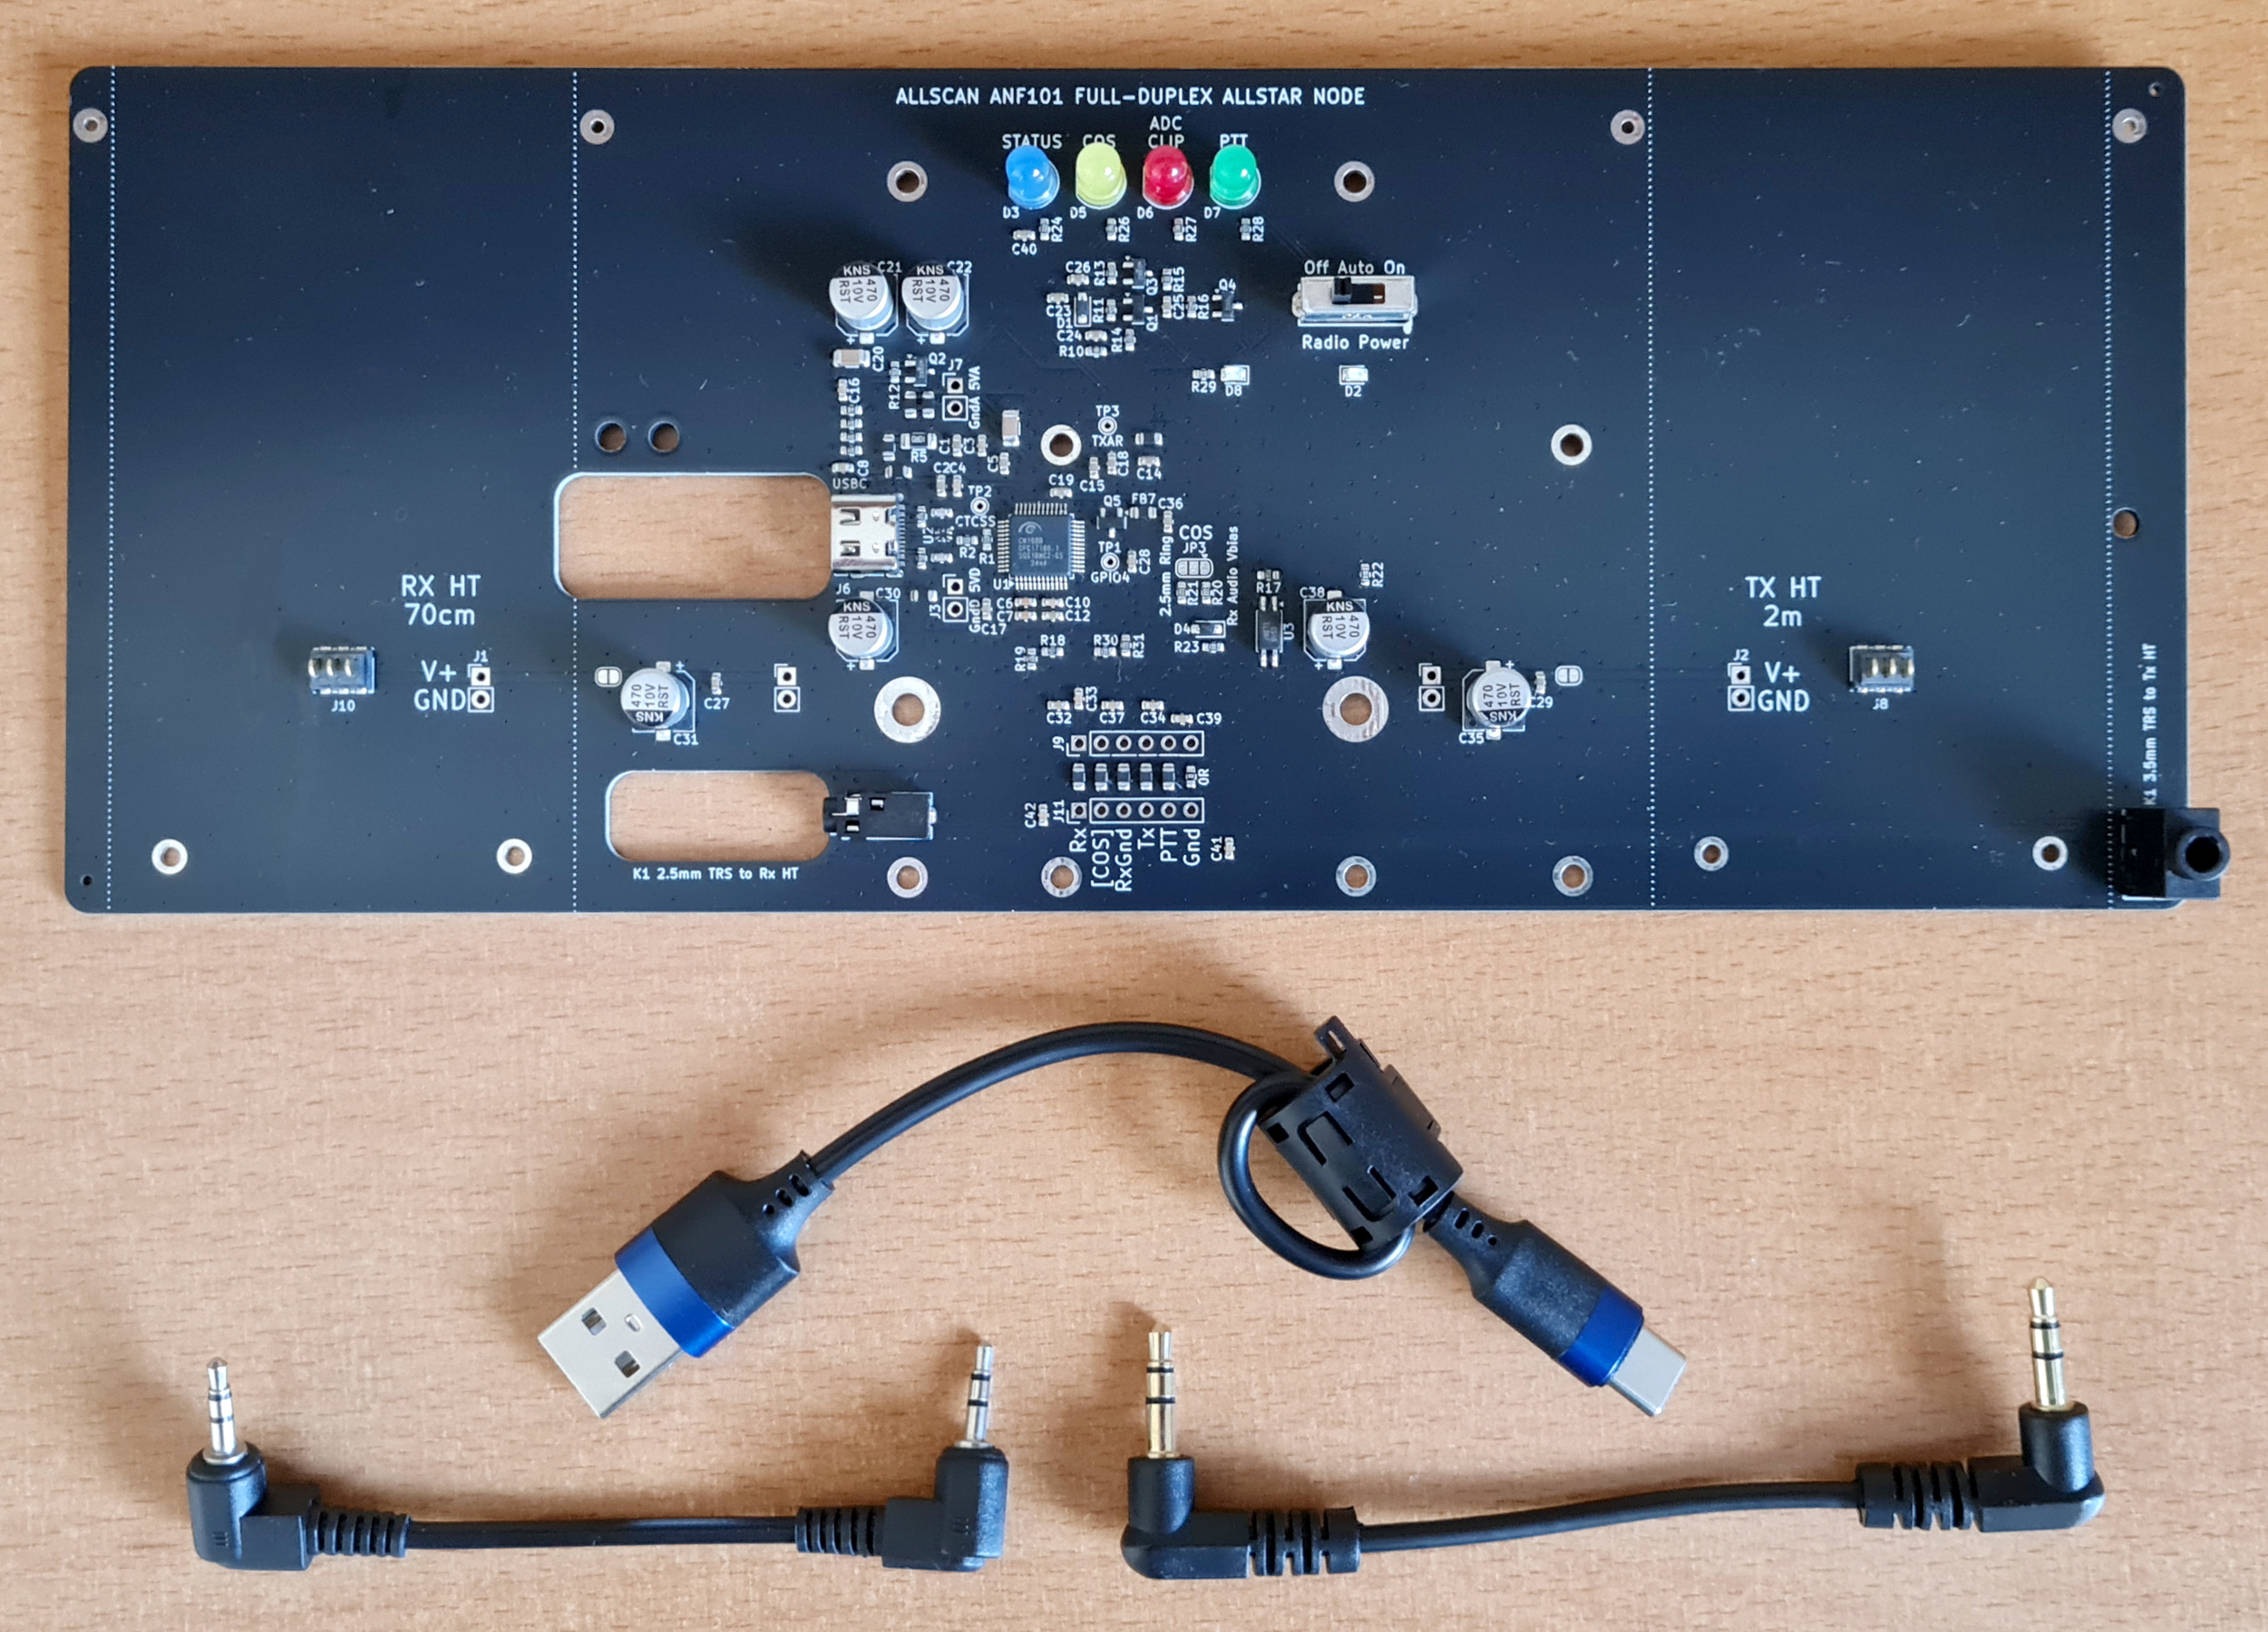 ALLSCAN ANF101 FULL-DUPLEX ALLSTAR NODE
STATUS
COS
ADC
CLIP
PTT
D3
D5
D6
D7
R24
R26
R27
R28
C40
KNS
470
10V
RST
C21
KNS
470
10V
RST
C22
C26
R13
Q3
R15
Q4
R11
Q1
C25
R16
C24
R10
R14
Off Auto On
Radio Power
R29
D8
D2
C20
Q2
J7
5VA
GndA
R12
C16
R5
C1
C3
C5
C2
C4
C8
TP3
TXAR
C18
C15
C14
C19
USBC
TP2
CTCSS
U2
R2
R1
U1
Q5
FB7
C36
TP1
GPIO4
C28
2.5mm Ring
COS
JP3
R21
R20
Rx Audio Vbias
J6
C30
KNS
470
10V
RST
J3
5VD
GndD
C17
C6
C7
C10
C12
R18
R19
R30
R31
D4
R23
R17
U3
C38
KNS
470
10V
RST
R22
RX HT
70cm
J10
V+
GND
J1
470
10V
RST
KNS
C31
C27
C32
C33
C37
C34
C39
J9
0R
C42
J11
Rx
[COS]
RxGnd
Tx
PTT
Gnd
C41
470
10V
RST
KNS
C35
C29
TX HT
2m
J2
V+
GND
J8
K1 3.5mm TRS to Tx HT
K1 2.5mm TRS to Rx HT